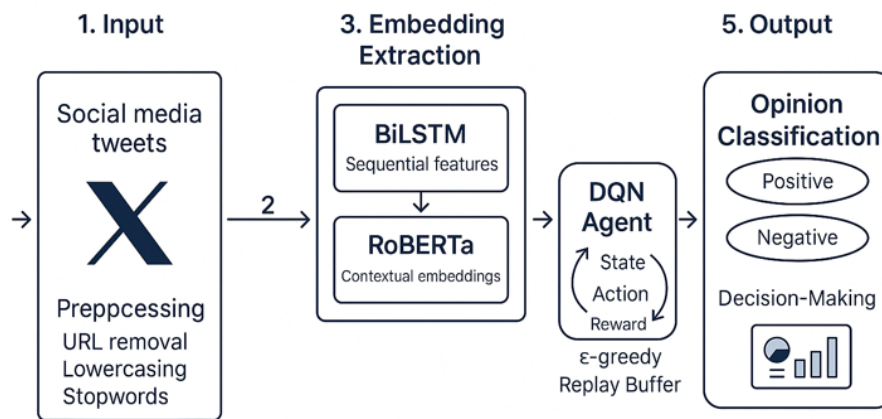 1. Input
Social media
tweets
X
Preppcessing
URL removal
Lowercasing
Stopwords
2
3. Embedding
Extraction
BiLSTM
Sequential features
RoBERTa
Contextual embeddings
DQN
Agent
State
Action
Reward
ε-greedy
Replay Buffer
5. Output
Opinion
Classification
Positive
Negative
Decision-Making